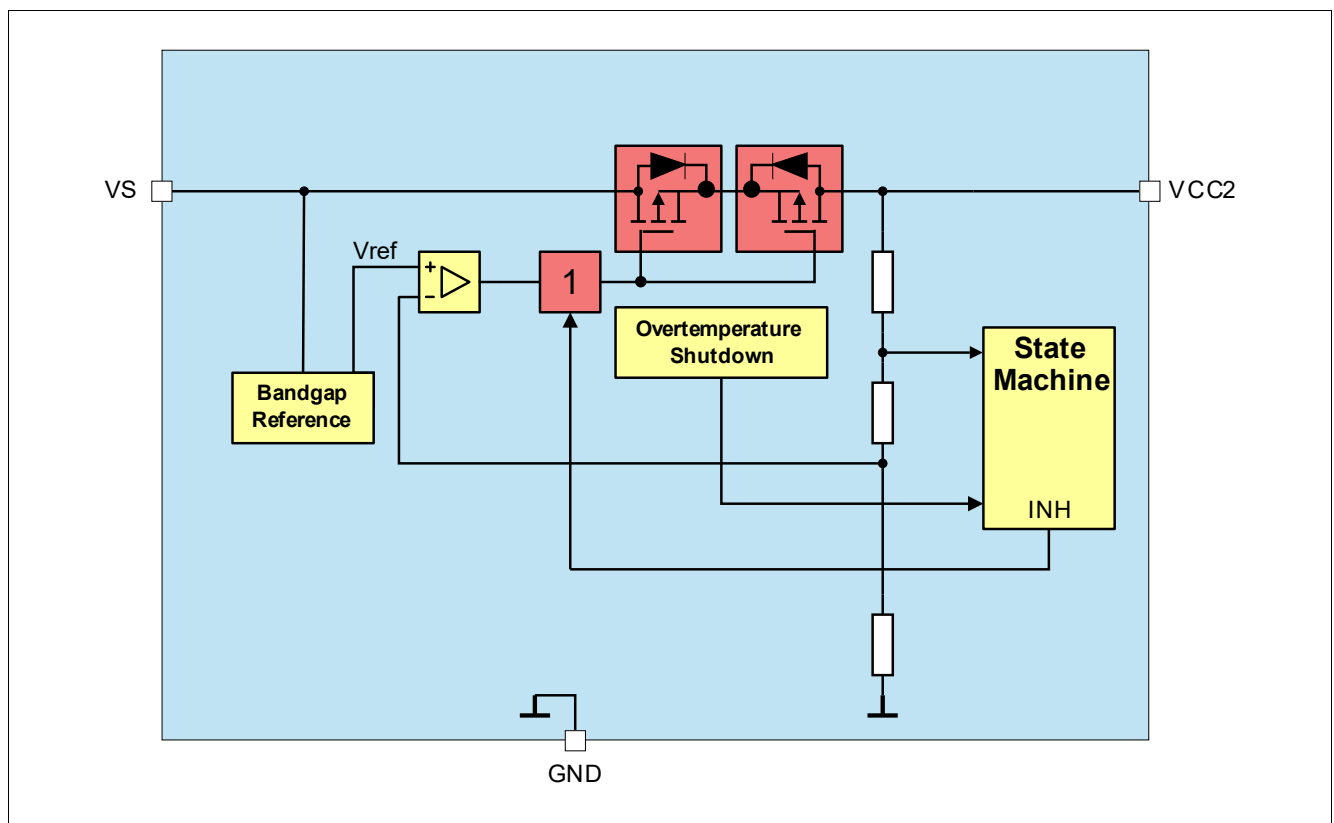 VS
VCC2
Vref
+
-
1
Overtemperature
Shutdown
State
Machine
Bandgap
Reference
INH
GND